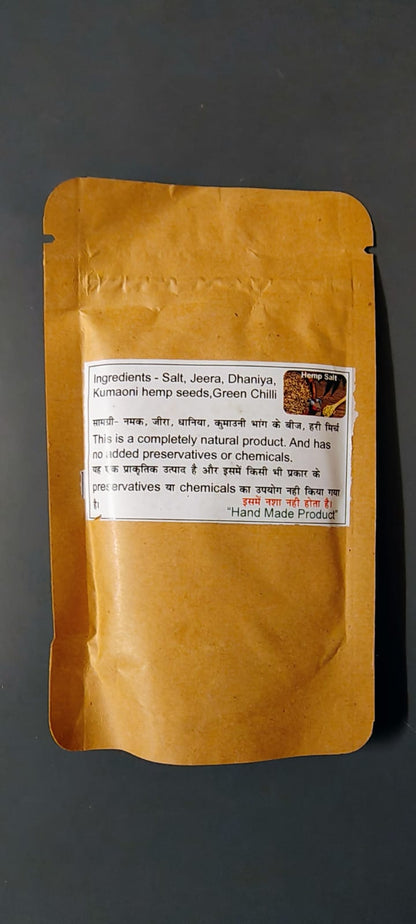 Ingredients - Salt, Jeera, Dhaniya,
Kumaoni hemp seeds,Green Chilli
Hemp Salt
सामग्री- नमक, जीरा, धानिया, कुमाउनी भांग के बीज, हरी मिर्च
This is a completely natural product. And has
no added preservatives or chemicals.
यह एक प्राकृतिक उत्पाद है और इसमें किसी भी प्रकार के
preservatives या chemicals का उपयोग नही किया गया
है।
इसमें नशा नही होता है।
“Hand Made Product”